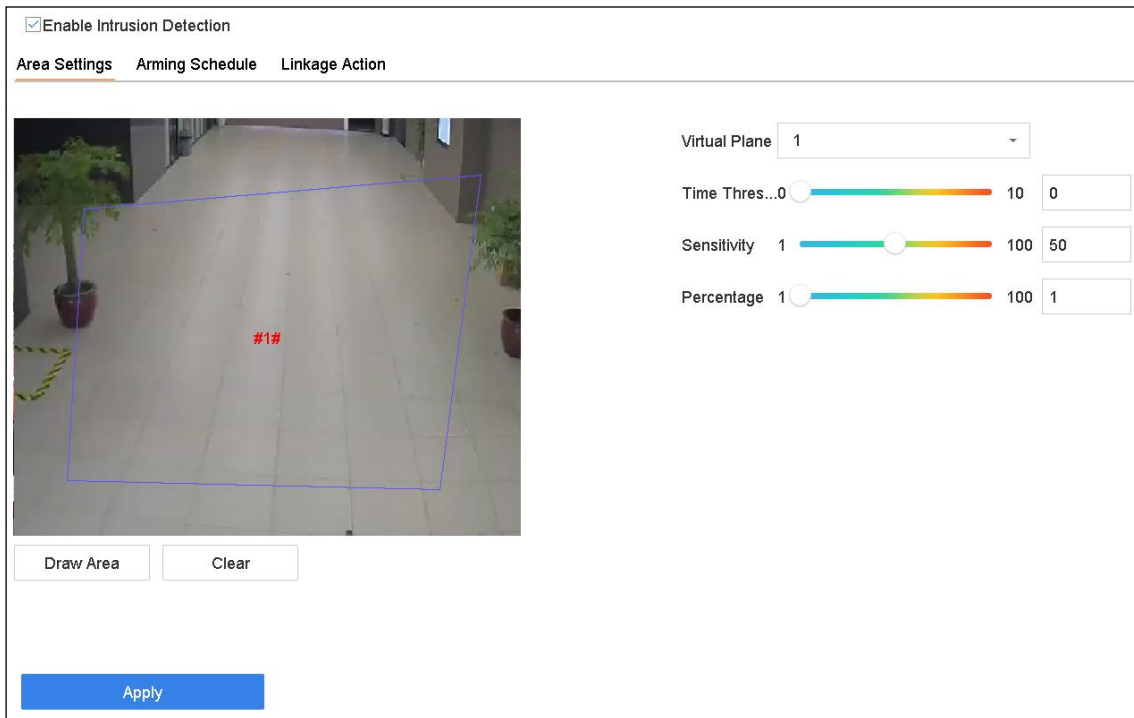 Enable Intrusion Detection
Area Settings Arming Schedule Linkage Action
Virtual Plane 1
Time Thres...0 10 0
Sensitivity 1 100 50
Percentage 1 100 1
#1#
Draw Area Clear
Apply